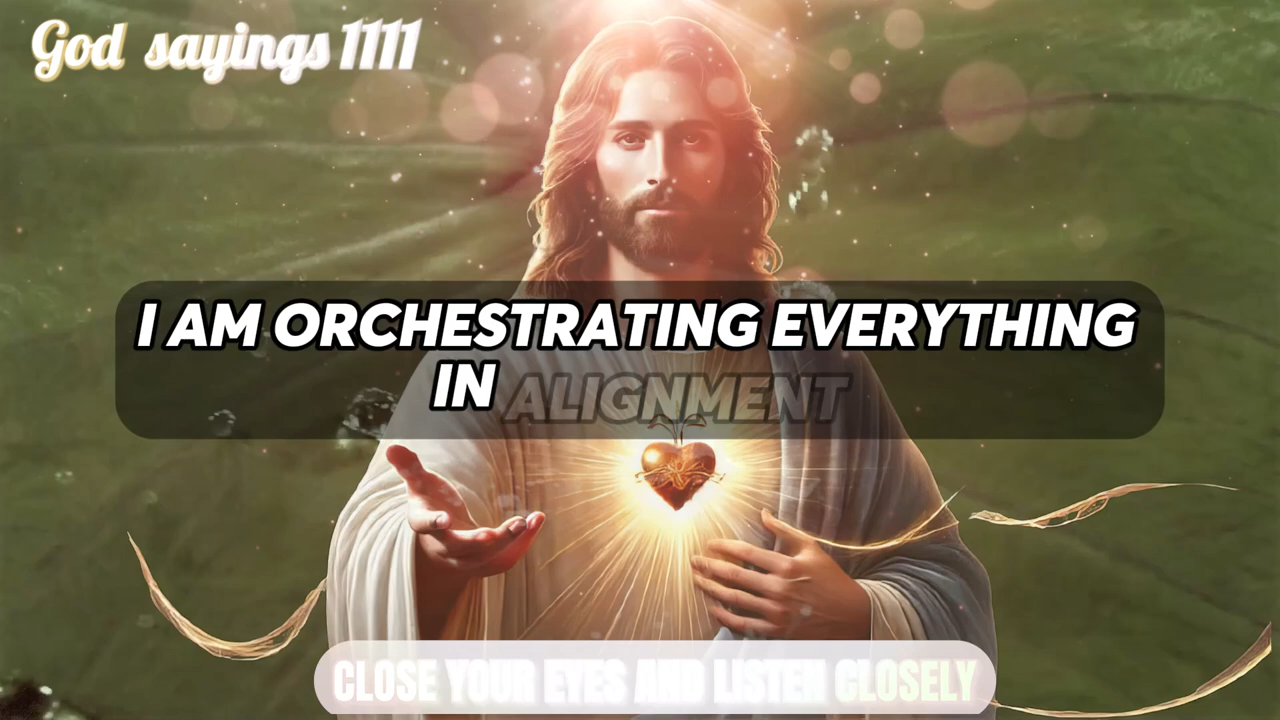 God sayings 1111
I AM ORCHESTRATING EVERYTHING
IN ALIGNMENT
CLOSE YOUR EYES AND LISTEN CLOSELY